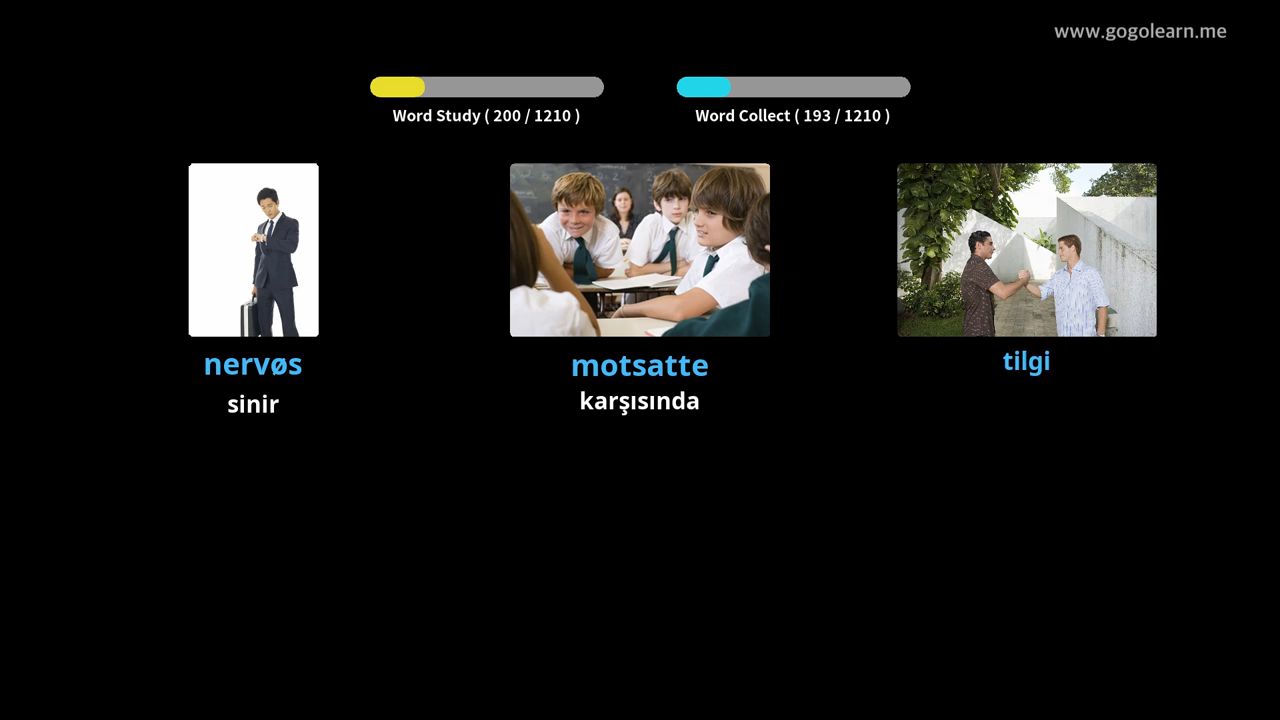 www.gogolearn.me
Word Study ( 200 / 1210 )
Word Collect ( 193 / 1210 )
nervøs
sinir
motsatte
karşısında
tilgi